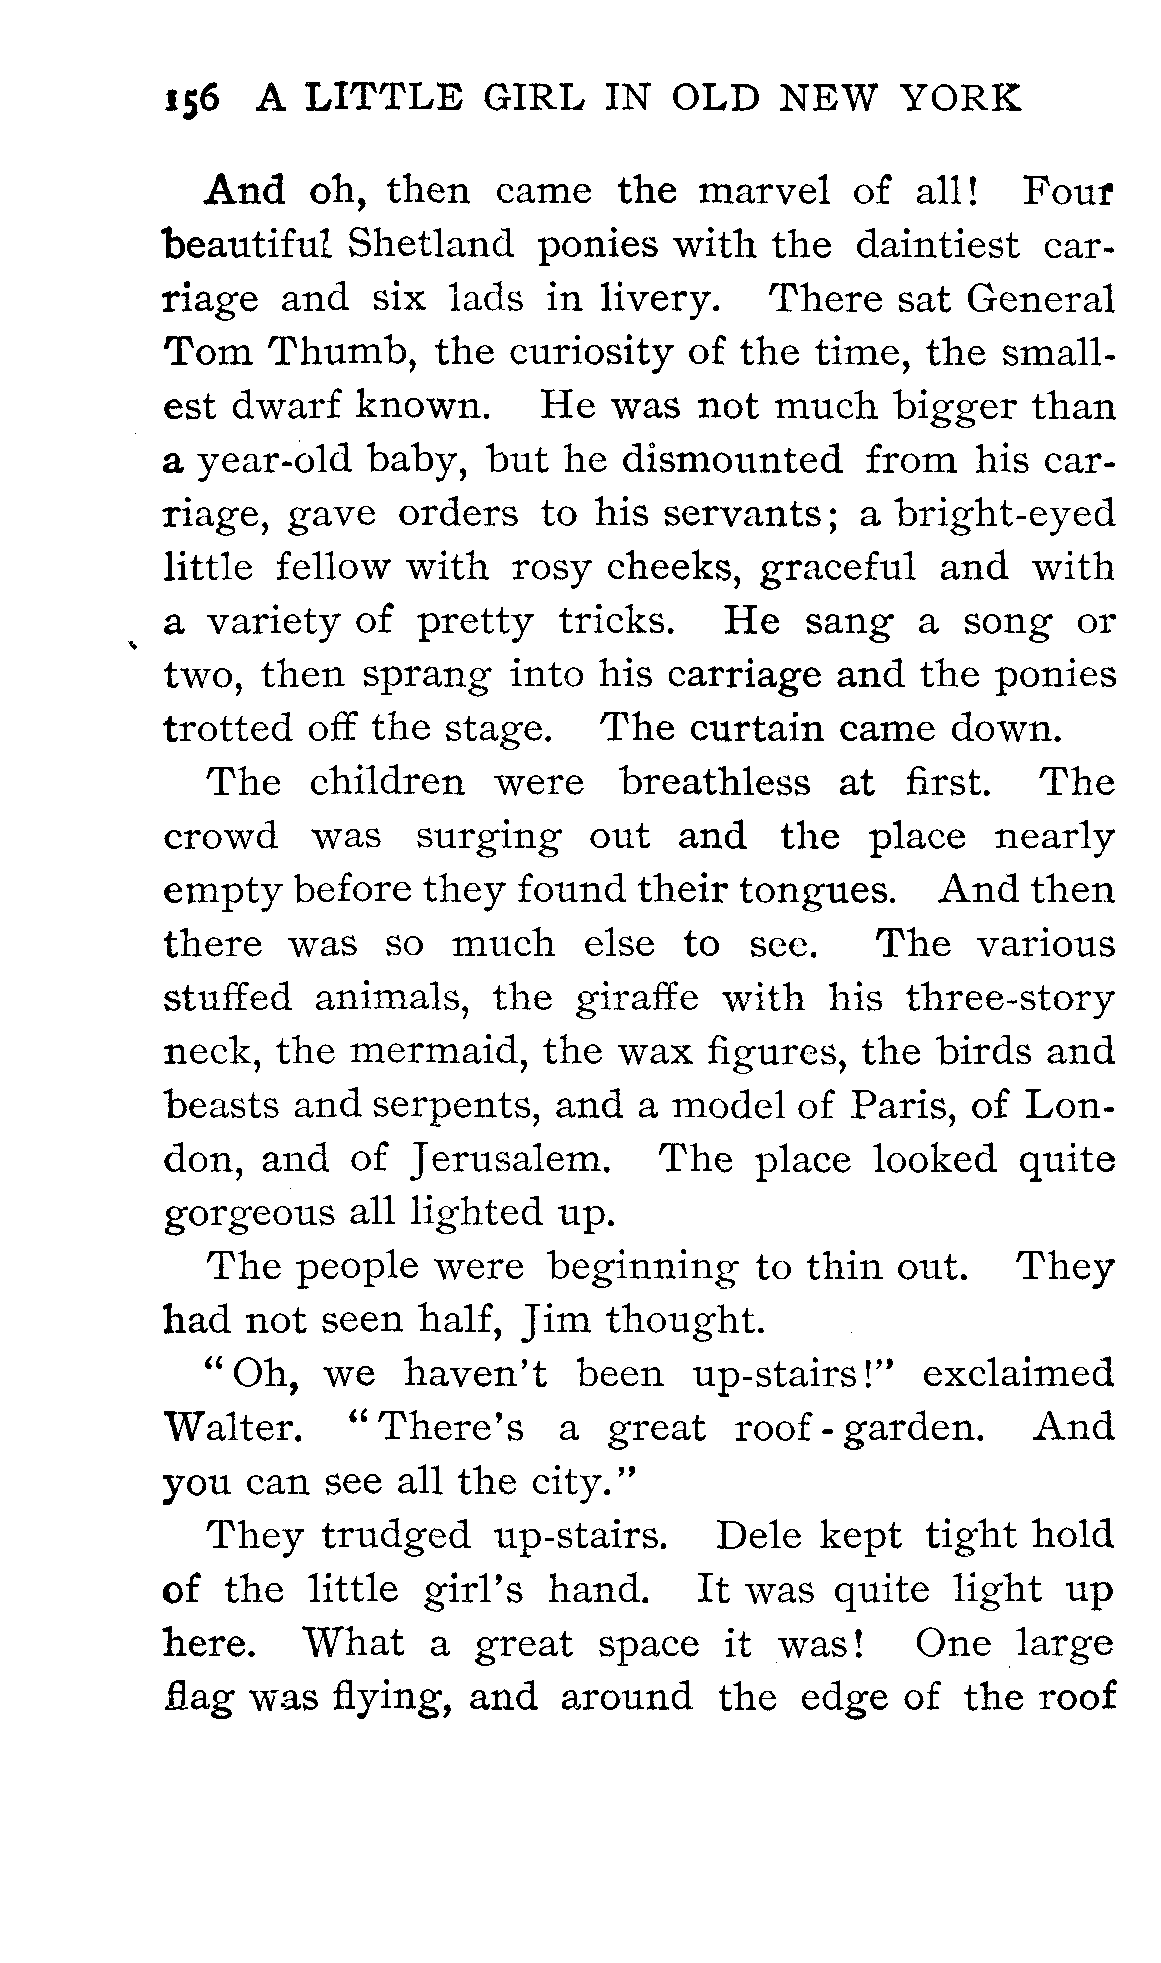 156 A LITTLE GIRL IN OLD NEW YORK
And oh, then came the marvel of all! Four
beautiful Shetland ponies with the daintiest car-
riage and six lads in livery. There sat General
Tom Thumb, the curiosity of the time, the small-
est dwarf known. He was not much bigger than
a year-old baby, but he dismounted from his car-
riage, gave orders to his servants; a bright-eyed
little fellow with rosy cheeks, graceful and with
a variety of pretty tricks. He sang a song or
two, then sprang into his carriage and the ponies
trotted off the stage. The curtain came down.
The children were breathless at first. The
crowd was surging out and the place nearly
empty before they found their tongues. And then
there was so much else to see. The various
stuffed animals, the giraffe with his three-story
neck, the mermaid, the wax figures, the birds and
beasts and serpents, and a model of Paris, of Lon-
don, and of Jerusalem. The place looked quite
gorgeous all lighted up.
The people were beginning to thin out. They
had not seen half, Jim thought.
"Oh, we haven't been up-stairs!" exclaimed
Walter. "There's a great roof-garden. And
you can see all the city."
They trudged up-stairs. Dele kept tight hold
of the little girl's hand. It was quite light up
here. What a great space it was! One large
flag was flying, and around the edge of the roof